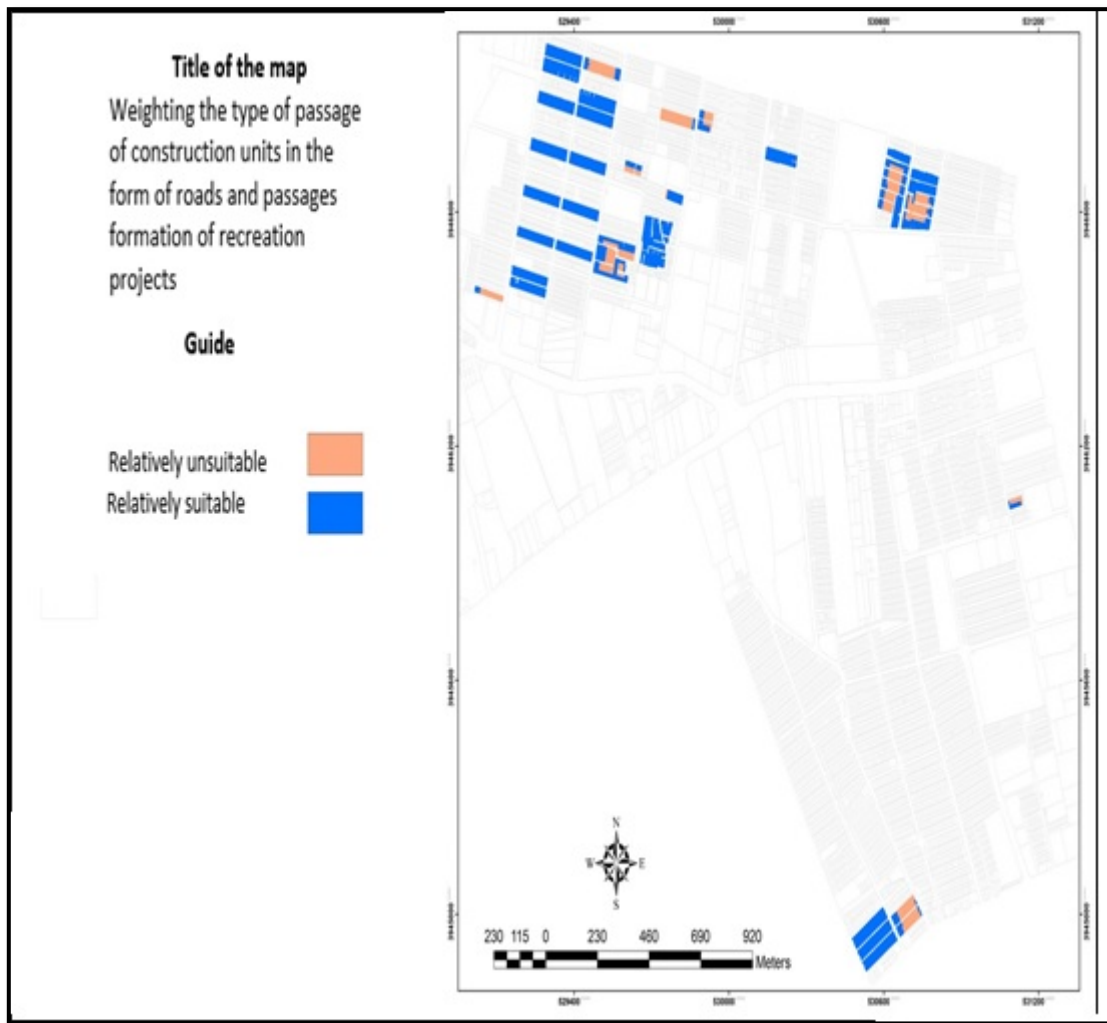 Title of the map
Weighting the type of passage
of construction units in the
form of roads and passages
formation of recreation
projects
Guide
Relatively unsuitable
Relatively suitable
N
W E
S
230 115 0 230 460 690 920
Meters